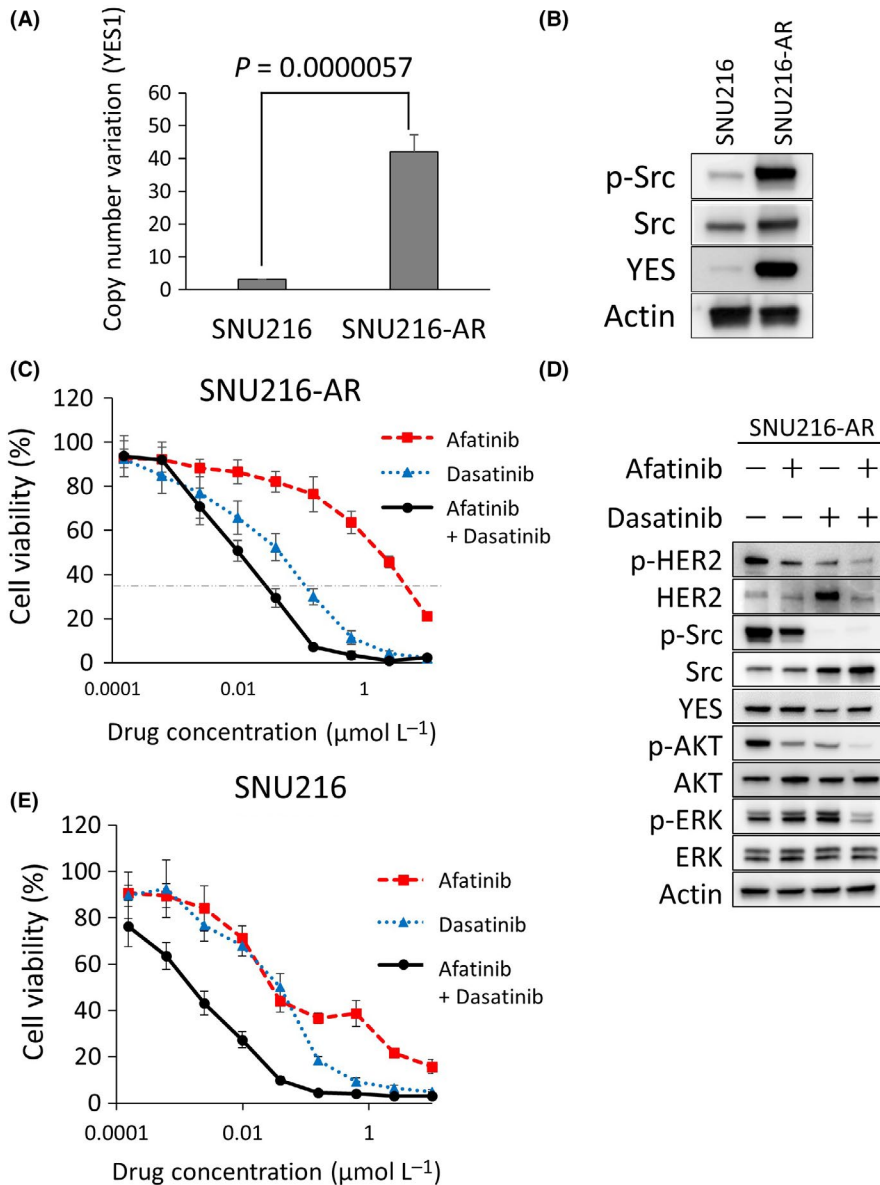 (A)
Copy number variation (YES1)
P = 0.0000057
60
50
40
30
20
10
0
SNU216 SNU216-AR
(B)
SNU216
SNU216-AR
p-Src
Src
YES
Actin
(C)
SNU216-AR
Cell viability (%)
120
100
80
60
40
20
0
0.0001 0.01 1
Drug concentration (µmol L−1)
Afatinib
Dasatinib
Afatinib
+ Dasatinib
(D)
SNU216-AR
Afatinib − + − +
Dasatinib − − + +
p-HER2
HER2
p-Src
Src
YES
p-AKT
AKT
p-ERK
ERK
Actin
(E)
SNU216
Cell viability (%)
120
100
80
60
40
20
0
0.0001 0.01 1
Drug concentration (µmol L−1)
Afatinib
Dasatinib
Afatinib
+ Dasatinib